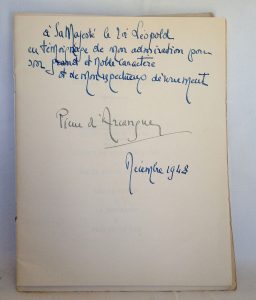 à Sa Majesté le Roi Léopold
en témoignage de mon admiration pour
son grand et noble caractère
et de mon respectueux dévouement
Pierre d'Arcangues
Décembre 1948